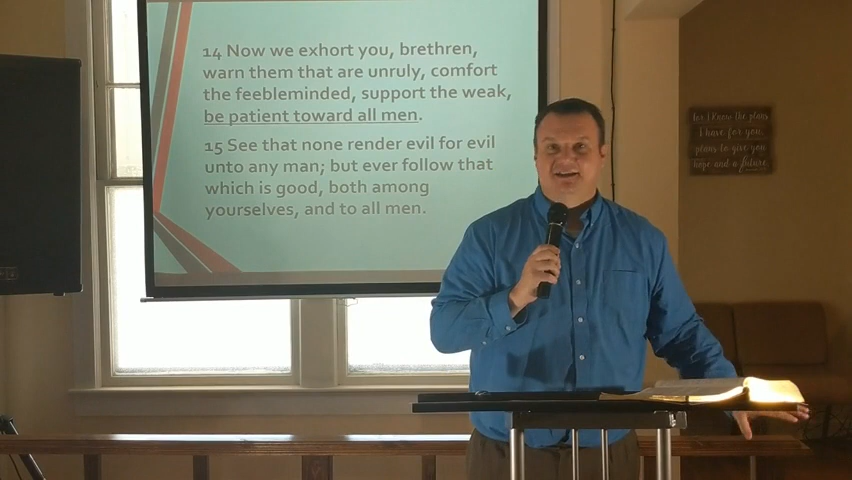 14 Now we exhort you, brethren,
warn them that are unruly, comfort
the feebleminded, support the weak,
be patient toward all men.
15 See that none render evil for evil
unto any man; but ever follow that
which is good, both among
yourselves, and to all men.
for I know the plans
I have for you,
plans to give you
hope and a future